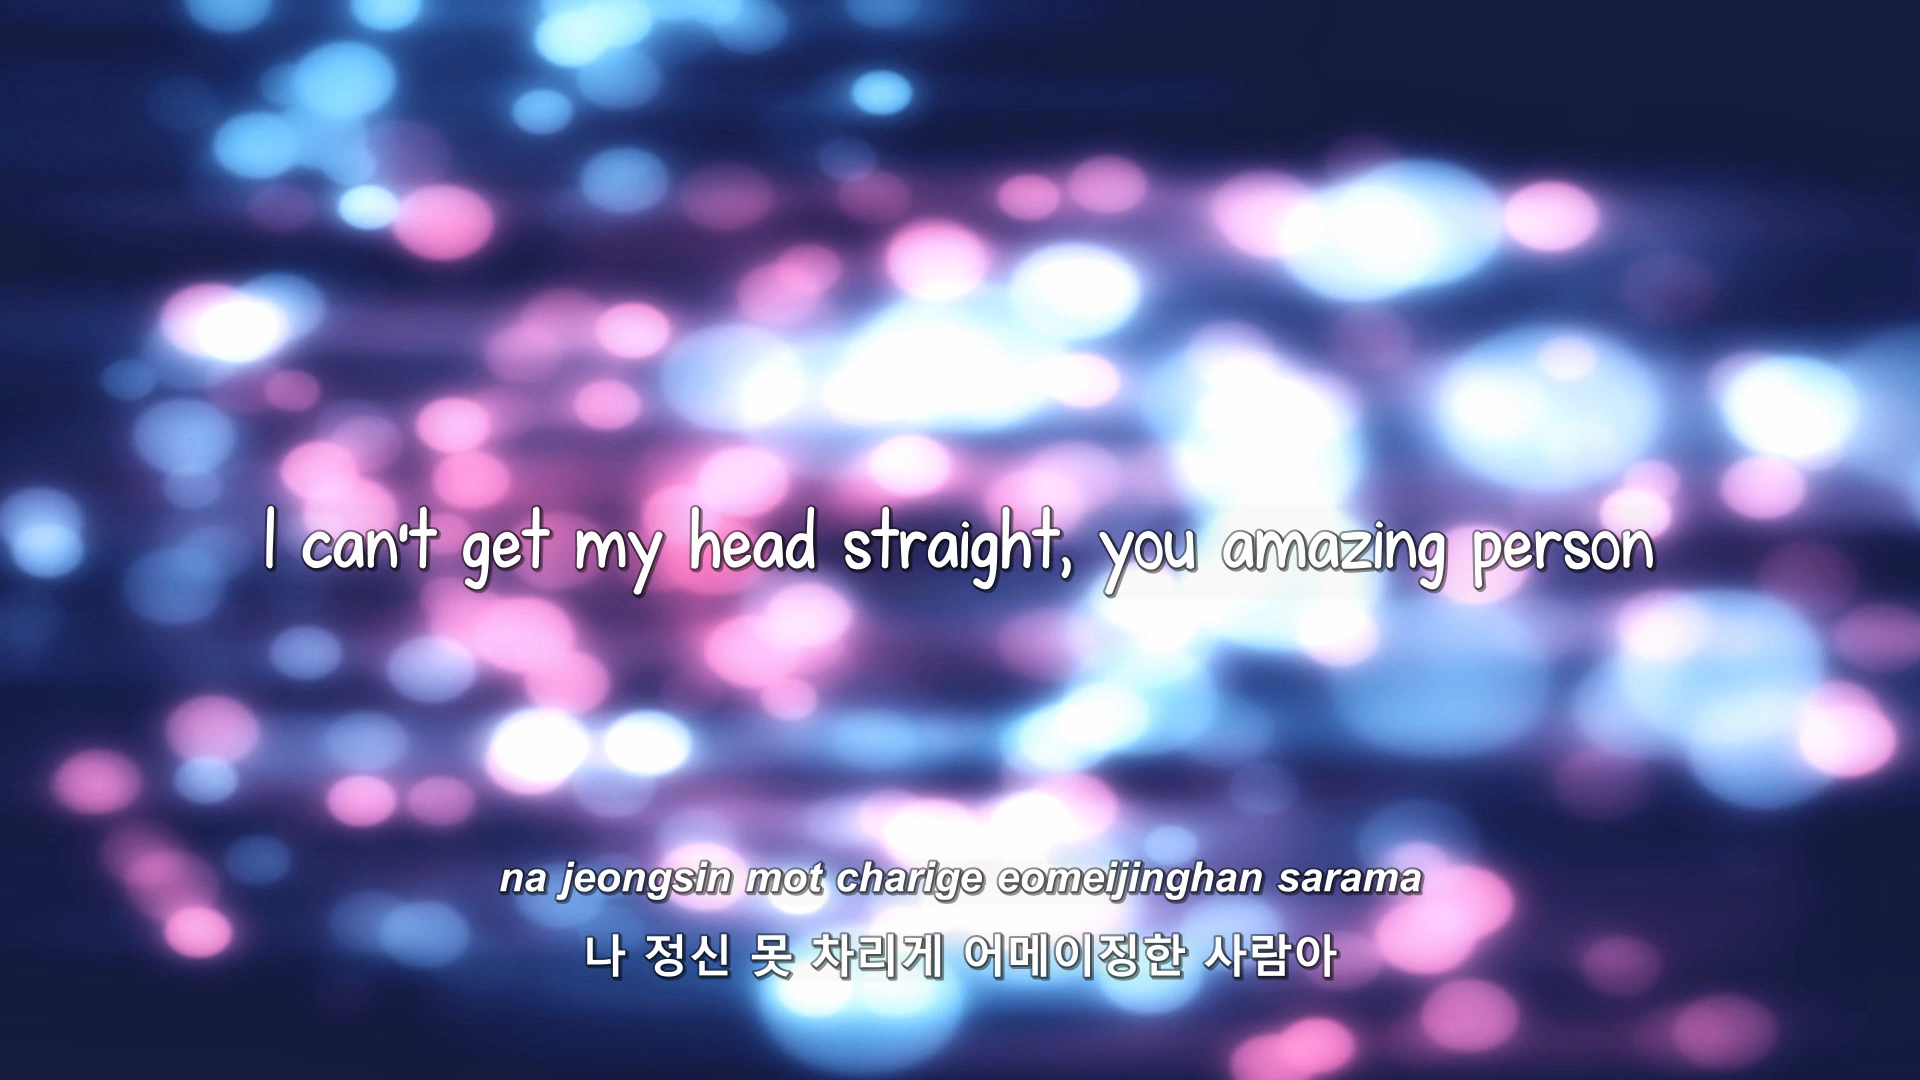 I can't get my head straight, you amazing person
na jeongsin mot charige eomeijinghan sarama
나 정신 못 차리게 어메이징한 사람아